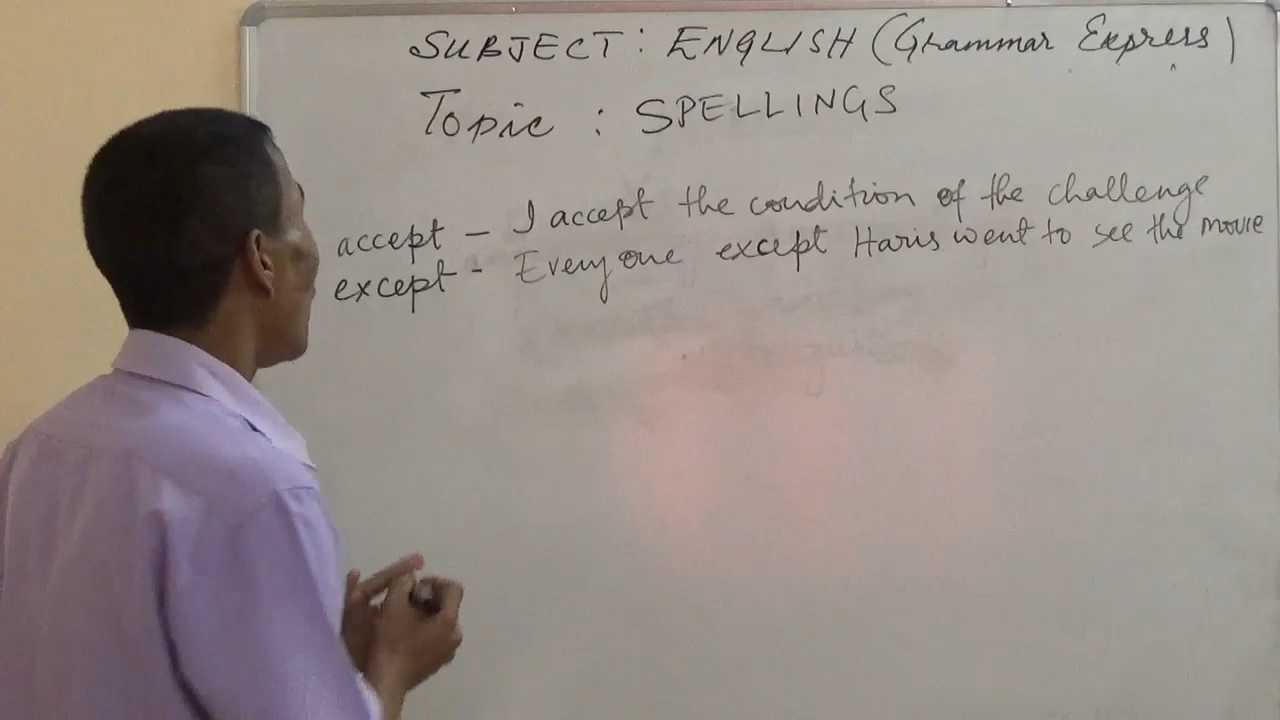 SUBJECT: ENGLISH (Grammar Express)
Topic : SPELLINGS
accept - I accept the condition of the challenge
except - Everyone except Haris went to see the movie